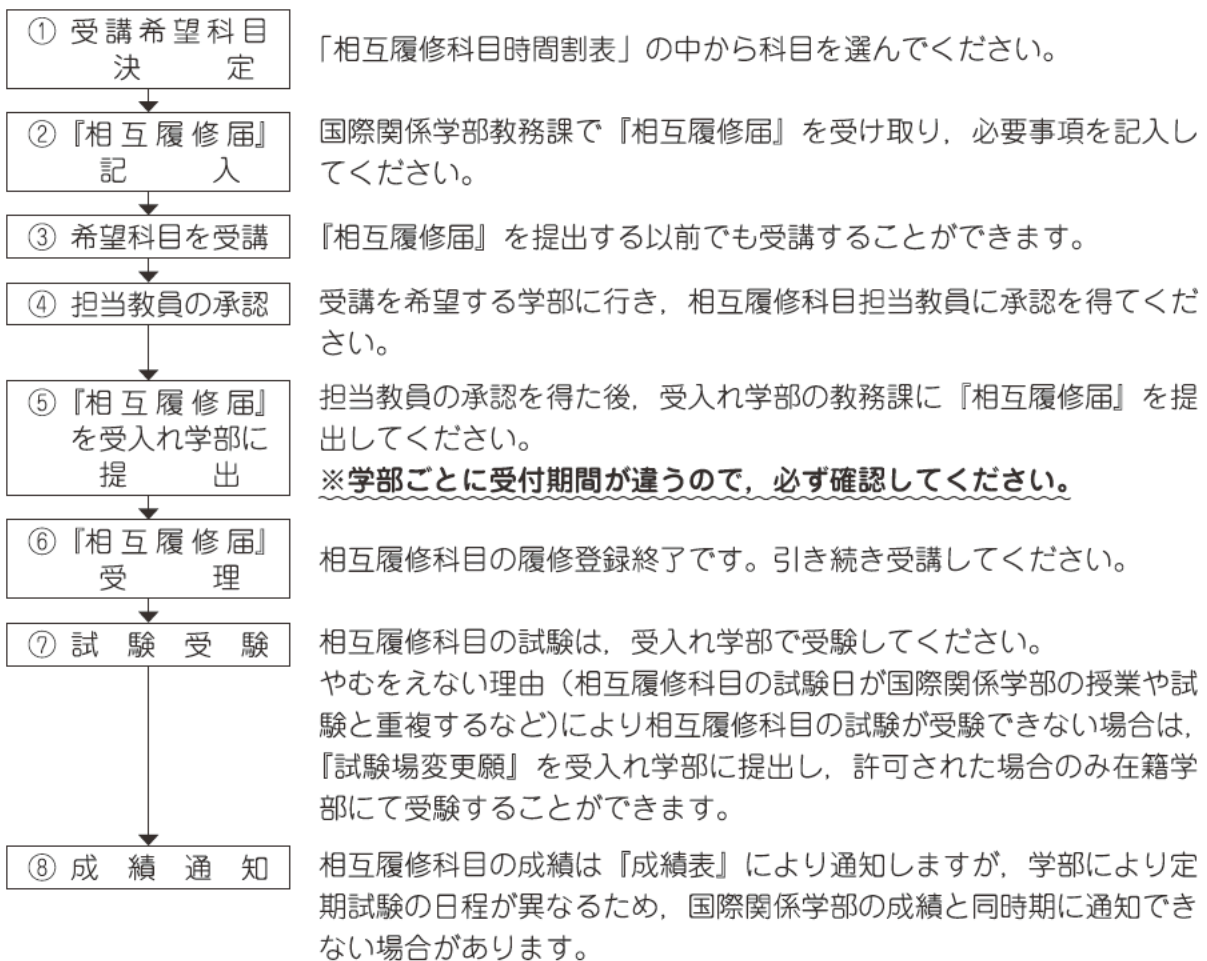 ① 受講希望科目
決定
「相互履修科目時間割表」の中から科目を選んでください。
②『相互履修届』
記入
国際関係学部教務課で『相互履修届』を受け取り，必要事項を記入し
てください。
③ 希望科目を受講
『相互履修届』を提出する以前でも受講することができます。
④ 担当教員の承認
受講を希望する学部に行き，相互履修科目担当教員に承認を得てくだ
さい。
⑤『相互履修届』
を受入れ学部に
提出
担当教員の承認を得た後，受入れ学部の教務課に『相互履修届』を提
出してください。
※学部ごとに受付期間が違うので，必ず確認してください。
⑥『相互履修届』
受理
相互履修科目の履修登録終了です。引き続き受講してください。
⑦ 試験受験
相互履修科目の試験は，受入れ学部で受験してください。
やむをえない理由（相互履修科目の試験日が国際関係学部の授業や試
験と重複するなど）により相互履修科目の試験が受験できない場合は，
『試験場変更願』を受入れ学部に提出し，許可された場合のみ在籍学
部にて受験することができます。
⑧ 成績通知
相互履修科目の成績は『成績表』により通知しますが，学部により定
期試験の日程が異なるため，国際関係学部の成績と同時期に通知でき
ない場合があります。